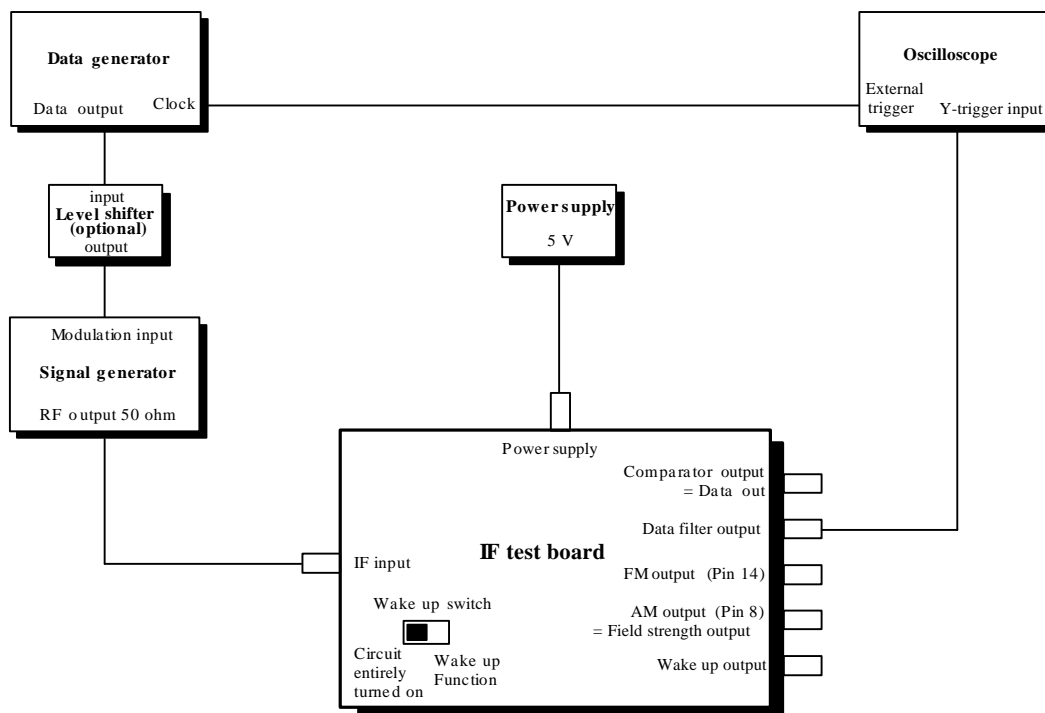 Data generator
Data output
Clock
Oscilloscope
External
trigger
Y-trigger input
input
Level shifter
(optional)
output
Power supply
5 V
Modulation input
Signal generator
RF output 50 ohm
Power supply
Comparator output
= Data out
Data filter output
IF test board
IF input
FM output (Pin 14)
Wake up switch
AM output (Pin 8)
= Field strength output
Circuit
entirely
turned on
Wake up
Function
Wake up output